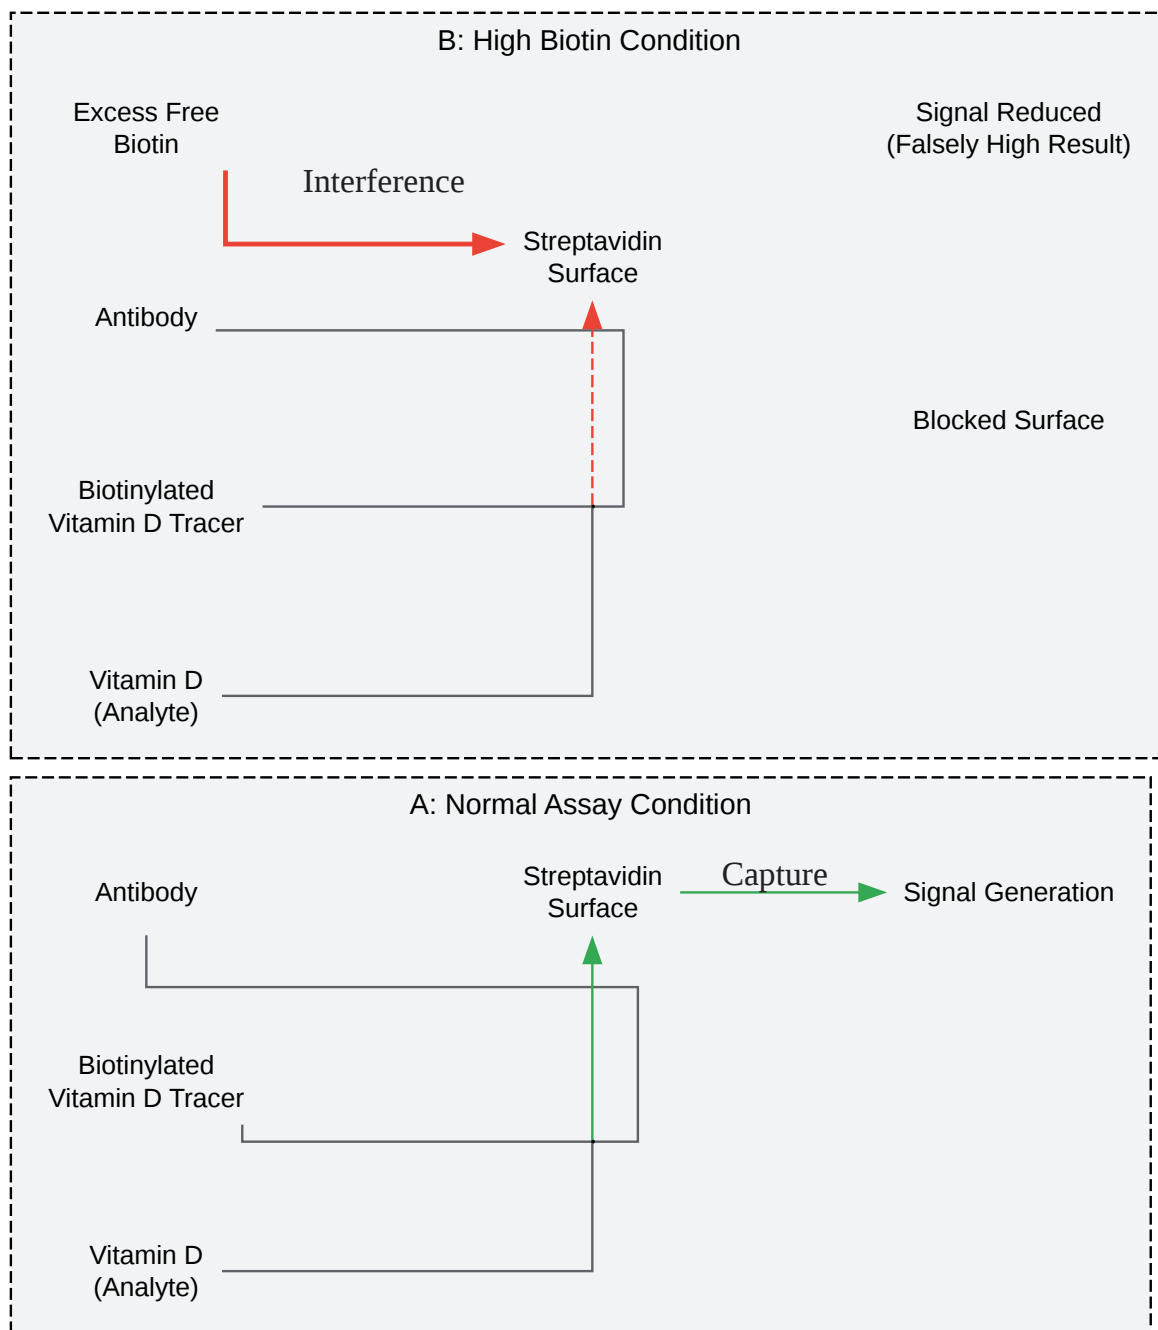 B: High Biotin Condition
Excess Free
Biotin
Signal Reduced
(Falsely High Result)
Interference
Streptavidin
Surface
Antibody
Blocked Surface
Biotinylated
Vitamin D Tracer
Vitamin D
(Analyte)
A: Normal Assay Condition
Antibody
Streptavidin
Surface
Capture
Signal Generation
Biotinylated
Vitamin D Tracer
Vitamin D
(Analyte)